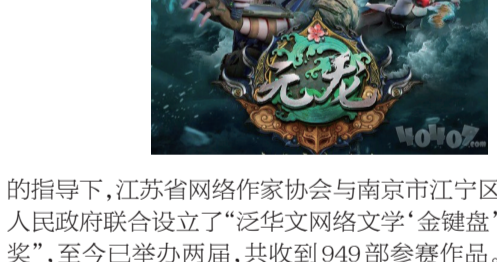 元龙
40407.com
的指导下，江苏省网络作家协会与南京市江宁区
人民政府联合设立了“泛华文网络文学‘金键盘’
奖”，至今已举办两届，共收到949部参赛作品。